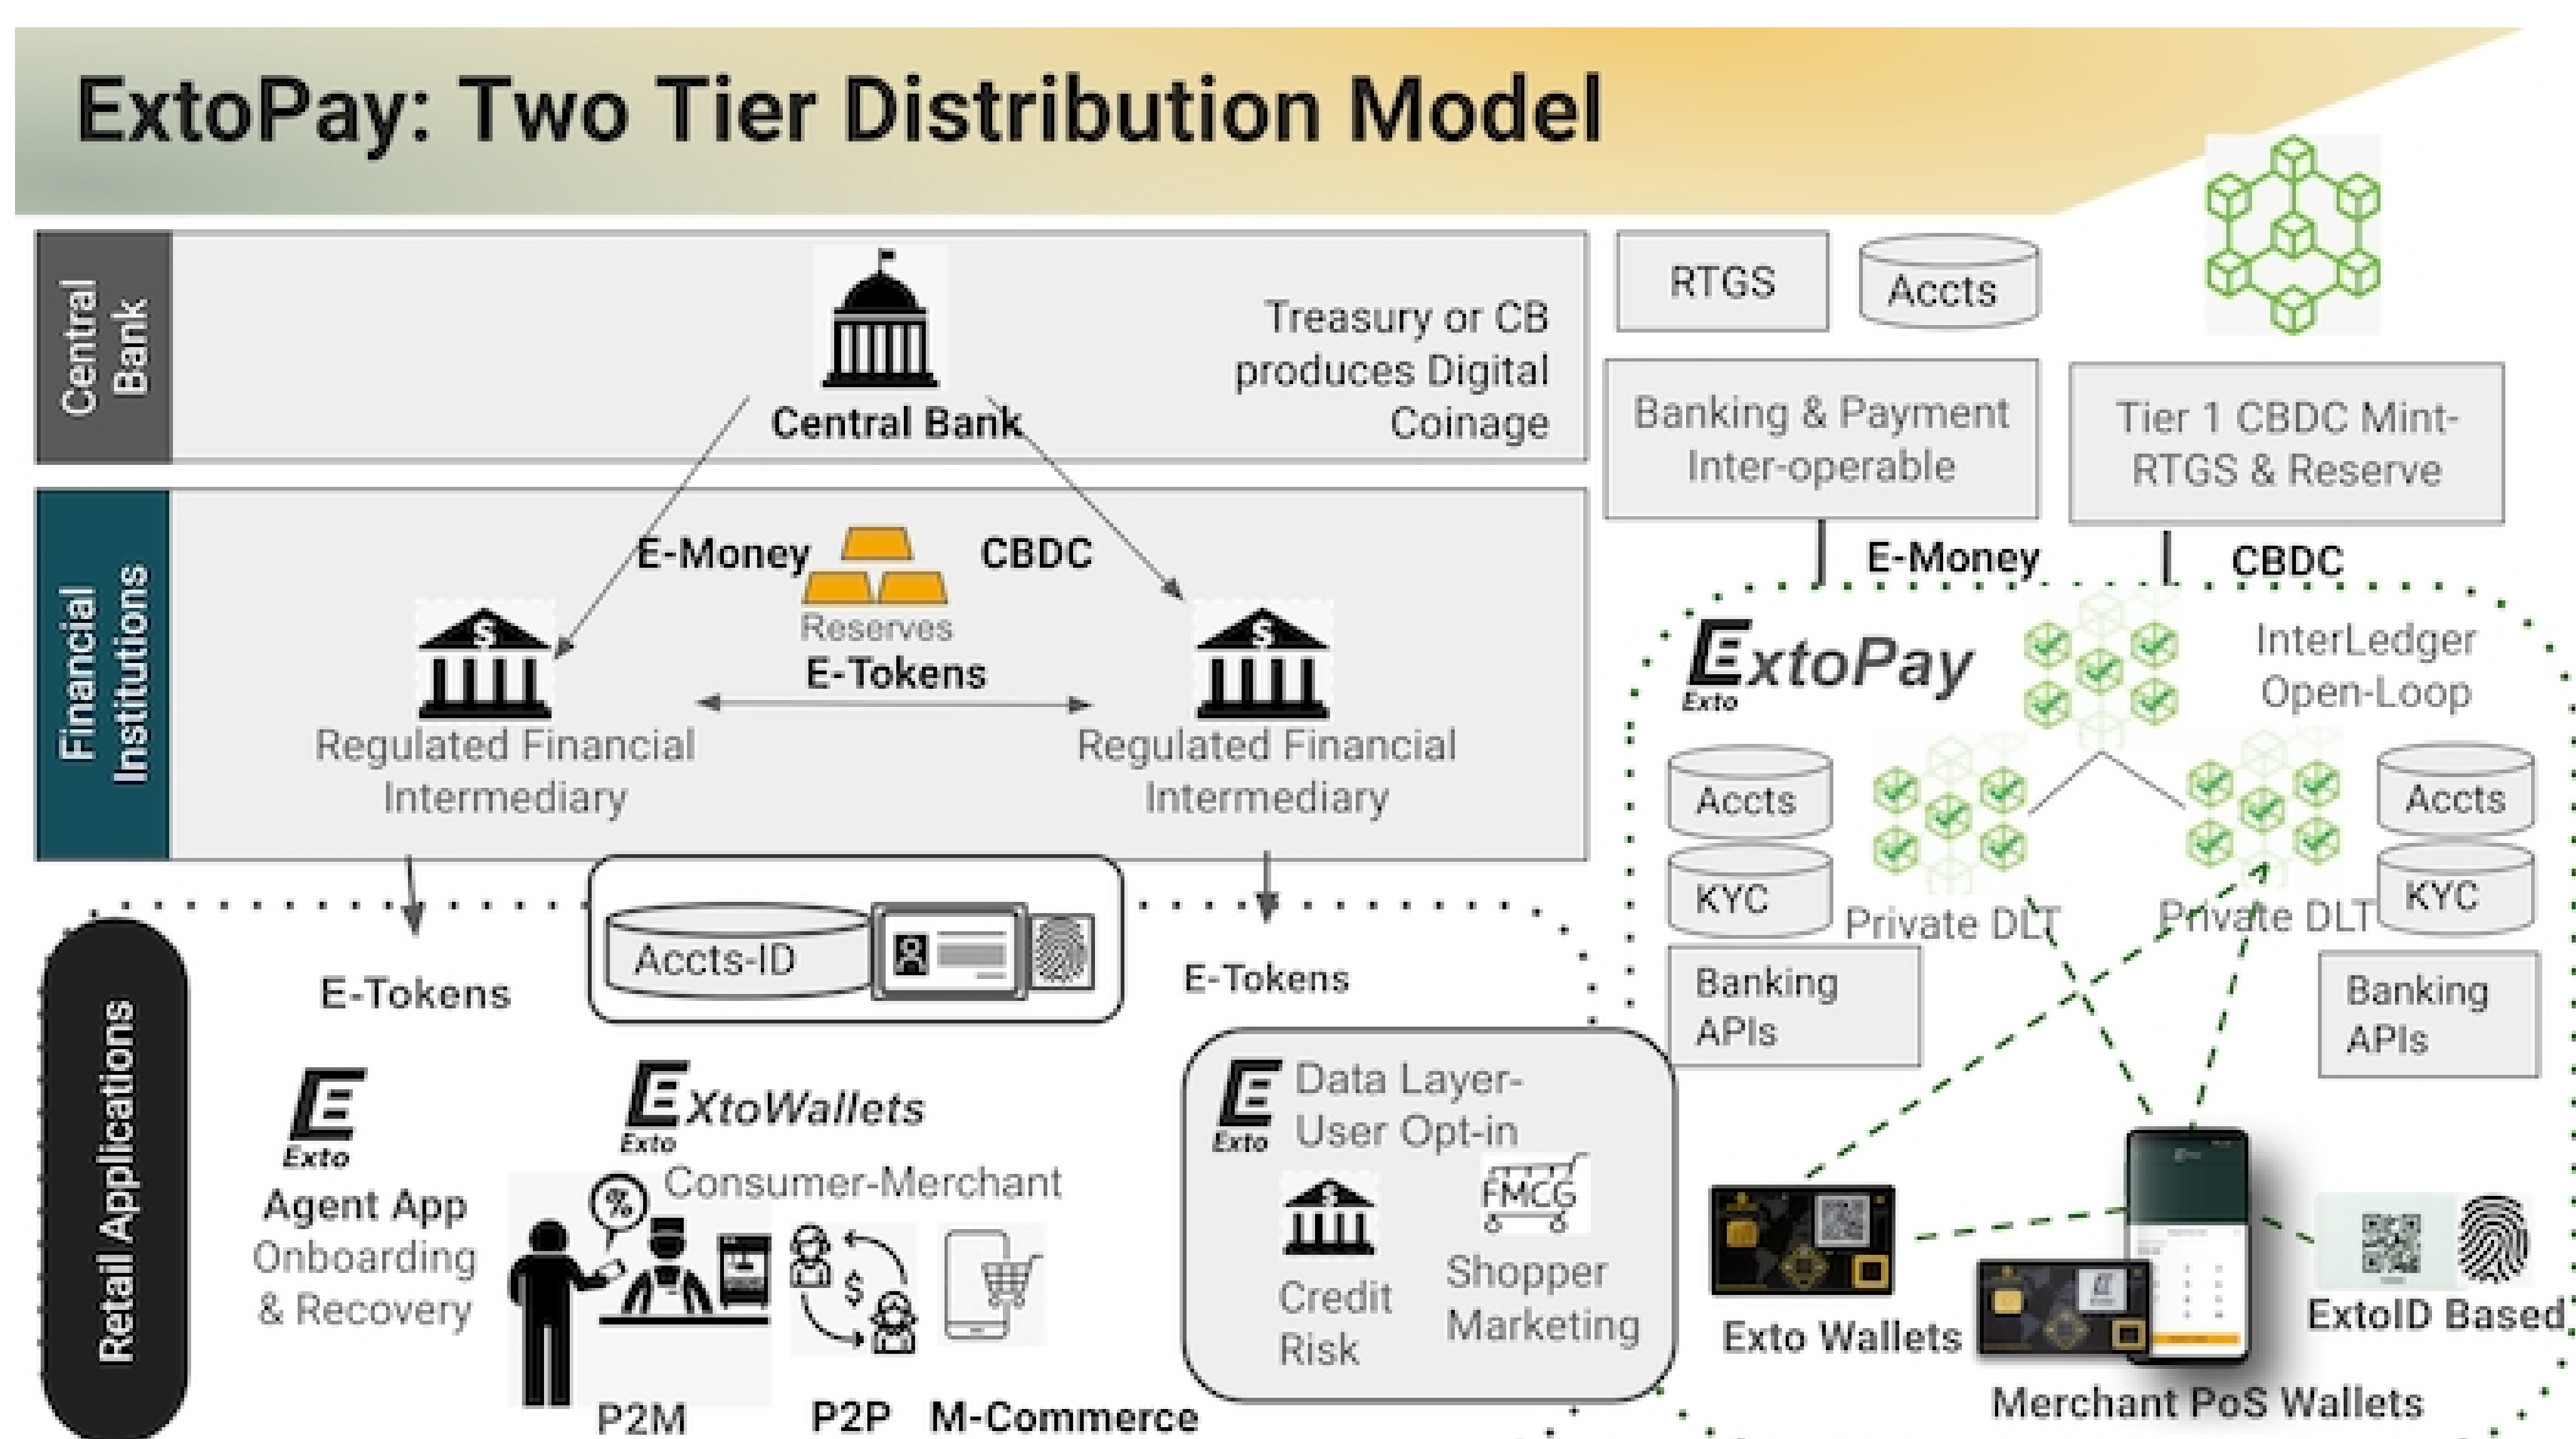 ExtoPay: Two Tier Distribution Model
Central
Bank
Central Bank
Treasury or CB
produces Digital
Coinage
RTGS
Accts
Banking & Payment
Inter-operable
Tier 1 CBDC Mint-
RTGS & Reserve
E-Money
CBDC
Financial
Institutions
E-Money
CBDC
Reserves
E-Tokens
$
Regulated Financial
Intermediary
$
Regulated Financial
Intermediary
ExtoPay
Exto
InterLedger
Open-Loop
Accts
KYC
Banking
APIs
Private DLT
Private DLT
Accts
KYC
Banking
APIs
Retail Applications
E-Tokens
Accts-ID
E-Tokens
E
Exto
Agent App
Onboarding
& Recovery
EXtoWallets
Exto
Consumer-Merchant
%
$
P2M
P2P
M-Commerce
E
Exto
Data Layer-
User Opt-in
$
Credit
Risk
FMCG
Shopper
Marketing
Exto Wallets
Merchant PoS Wallets
ExtoID Based